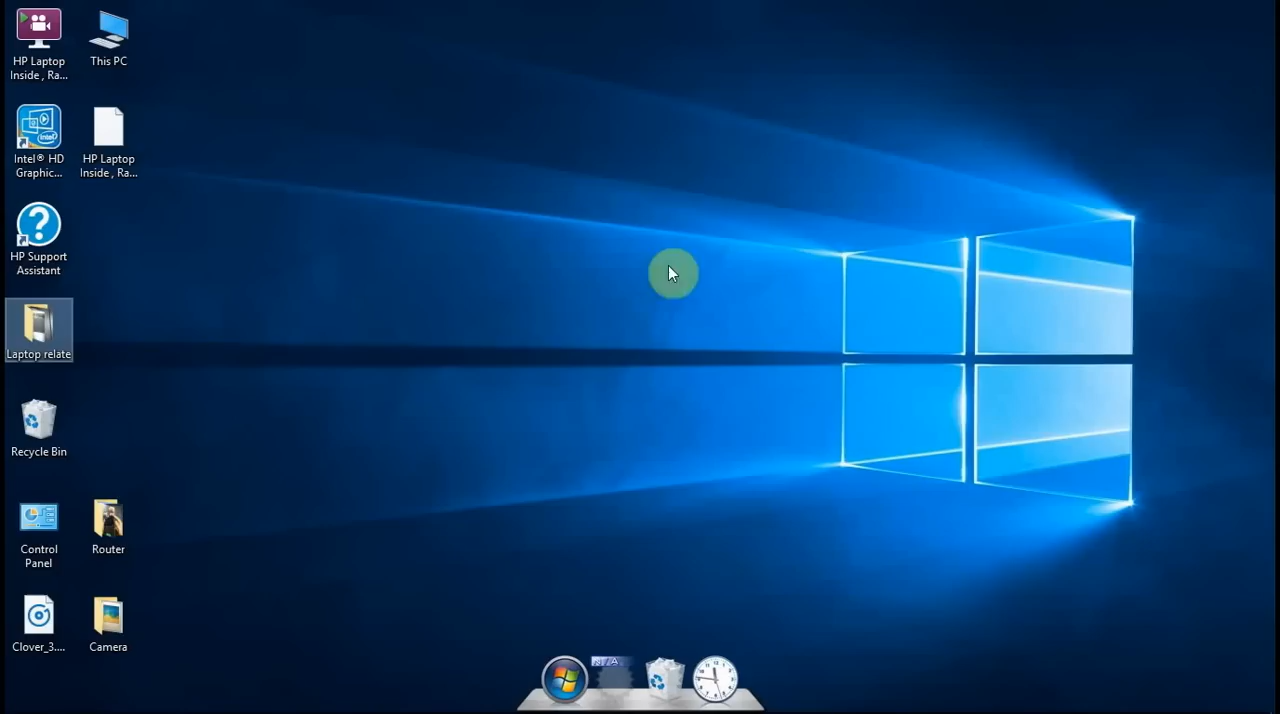 HP Laptop
Inside , Ra...
This PC
intel
Intel® HD
Graphic...
HP Laptop
Inside , Ra...
?
HP Support
Assistant
Laptop relate
Recycle Bin
Control
Panel
Router
Clover_3....
Camera
N/A